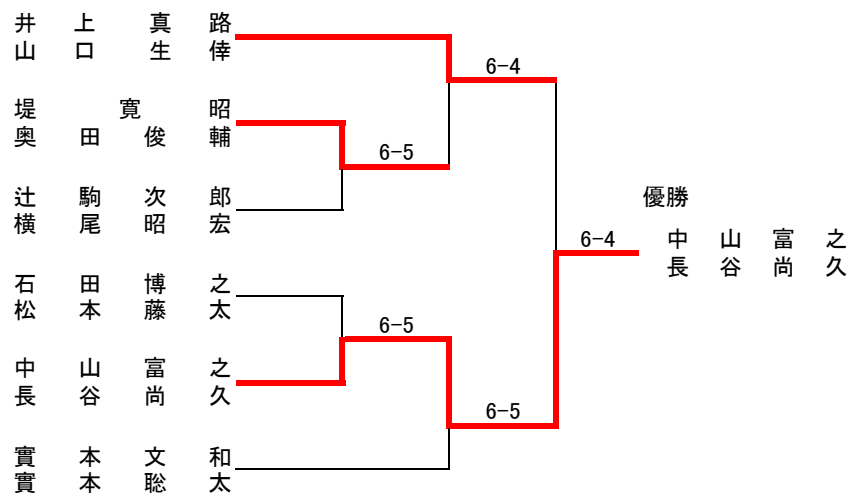 井上真路
山口生倖
6-4
堤寛昭
奥田俊輔
6-5
辻駒次郎
横尾昭宏
優勝
6-4
中山富之
長谷尚久
石田博之
松本藤太
6-5
中山富之
長谷尚久
6-5
實本文和
實本聡太